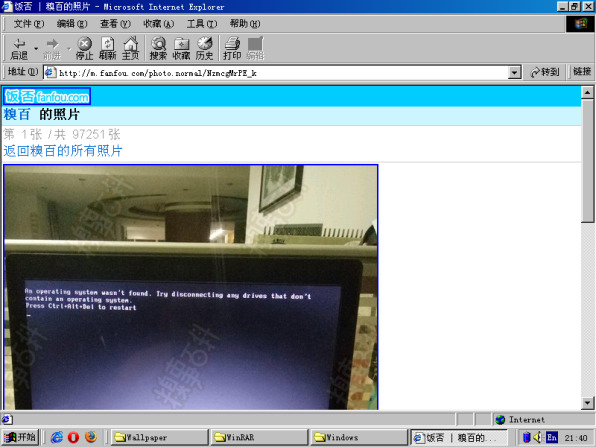 饭否 | 糗百的照片 - Microsoft Internet Explorer
文件(F) 编辑(E) 查看(V) 收藏(A) 工具(T) 帮助(H)
后退 前进 停止 刷新 主页 搜索 收藏 历史 打印 编辑
地址(D) http://m.fanfou.com/photo.normal/NzmcgMrPE_k 转到 链接
饭否 fanfou.com
糗百 的照片
第 1张 / 共 97251张
返回糗百的所有照片
An operating system wasn't found. Try disconnecting any drives that don't
contain an operating system.
Press Ctrl+Alt+Del to restart
Internet
开始 Wallpaper WinRAR Windows 饭否 | 糗百的... En 21:40